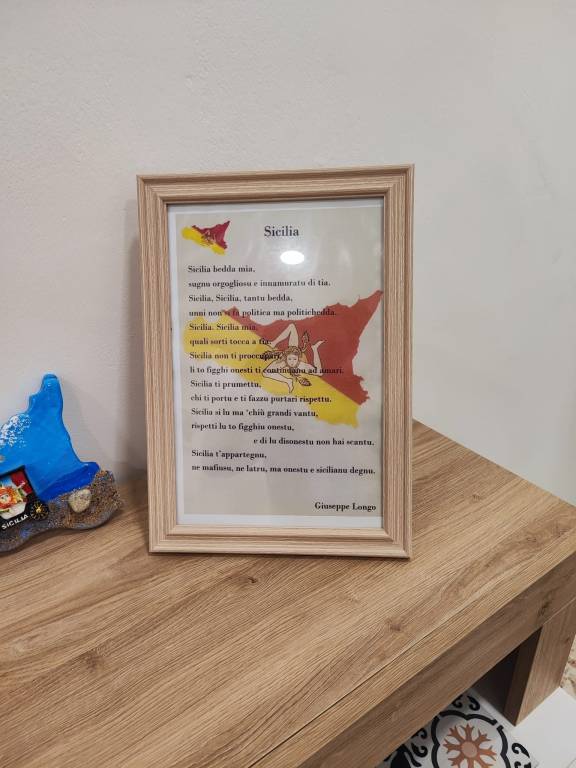 Sicilia
Sicilia bedda mia,
sugnu orgogliosu e innamuratu di tia.
Sicilia, Sicilia, tantu bedda,
unni non si fa politica ma politichedda.
Sicilia. Sicilia mia,
quali sorti tocca a tia.
Sicilia non ti preoccupari,
li to figghi onesti ti continuanu ad amari.
Sicilia ti prumettu,
chi ti portu e ti fazzu purtari rispettu.
Sicilia si lu ma 'chiù grandi vantu,
rispetti lu to figghiu onestu,
e di lu disonestu non hai scantu.
Sicilia t'appartegnu,
ne mafiusu, ne latru, ma onestu e sicilianu degnu.
Giuseppe Longo
SICILIA